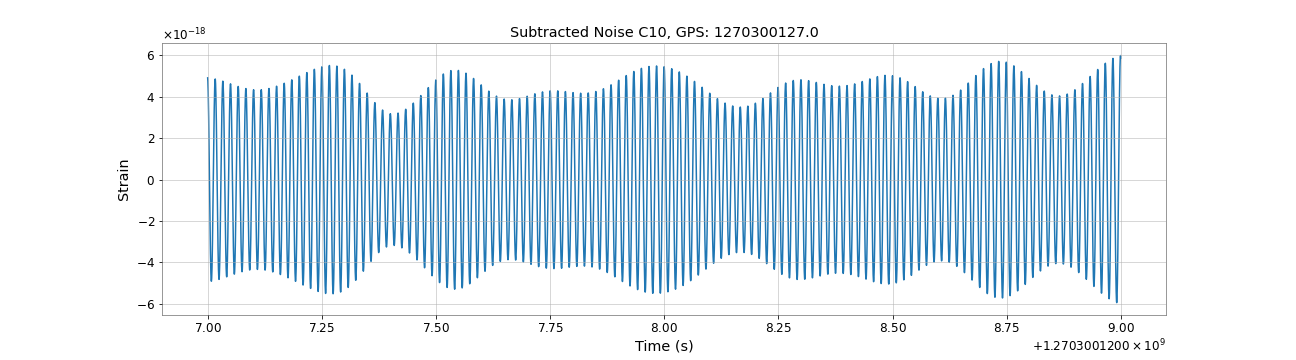 Subtracted Noise C10, GPS: 1270300127.0
×10⁻¹⁸
6
4
2
0
−2
−4
−6
Strain
7.00 7.25 7.50 7.75 8.00 8.25 8.50 8.75 9.00
Time (s)
+1.2703001200 × 10⁹